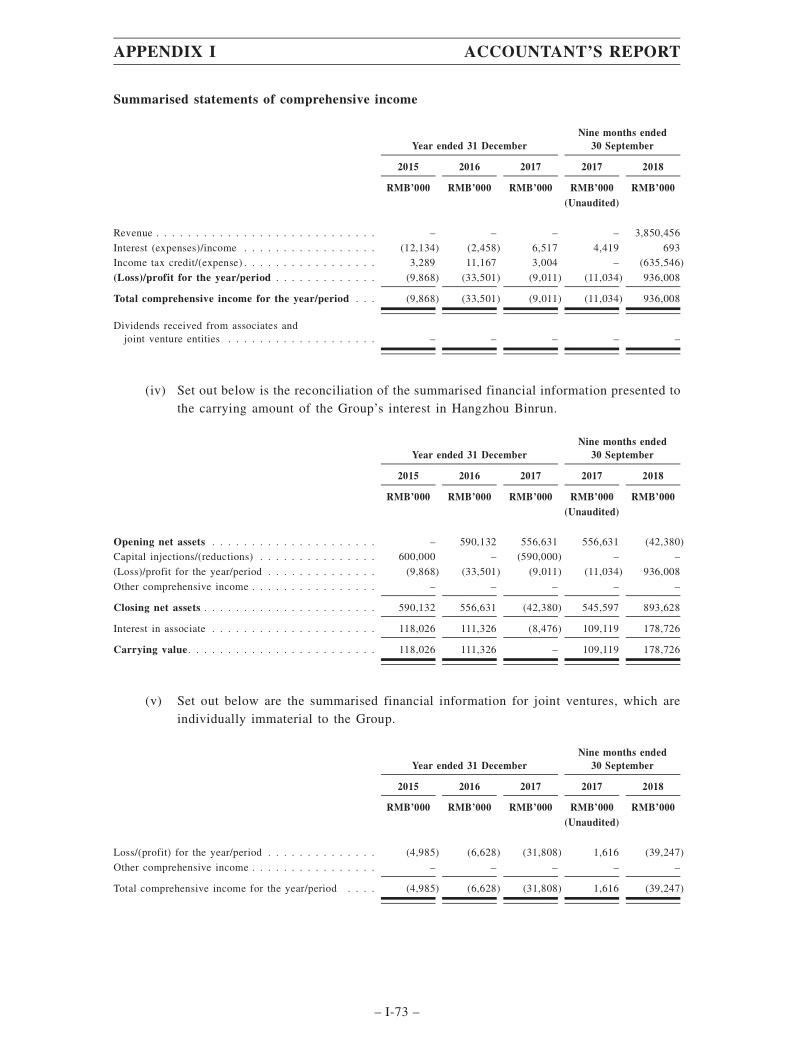 APPENDIX I ACCOUNTANT'S REPORT
Summarised statements of comprehensive income
Nine months ended
Year ended 31 December 30 September
2015 2016 2017 2017 2018
RMB'000 RMB'000 RMB'000 RMB'000 RMB'000
(Unaudited)
Revenue . . . . . . . . . . . . . . . . . . . . . . . . . . . . – – – – 3,850,456
Interest (expenses)/income . . . . . . . . . . . . . . . . . (12,134) (2,458) 6,517 4,419 693
Income tax credit/(expense). . . . . . . . . . . . . . . . . 3,289 11,167 3,004 – (635,546)
(Loss)/profit for the year/period . . . . . . . . . . . . . (9,868) (33,501) (9,011) (11,034) 936,008
Total comprehensive income for the year/period . . . (9,868) (33,501) (9,011) (11,034) 936,008
Dividends received from associates and
joint venture entities . . . . . . . . . . . . . . . . . . . – – – – –
(iv) Set out below is the reconciliation of the summarised financial information presented to
the carrying amount of the Group's interest in Hangzhou Binrun.
Nine months ended
Year ended 31 December 30 September
2015 2016 2017 2017 2018
RMB'000 RMB'000 RMB'000 RMB'000 RMB'000
(Unaudited)
Opening net assets . . . . . . . . . . . . . . . . . . . . . – 590,132 556,631 556,631 (42,380)
Capital injections/(reductions) . . . . . . . . . . . . . . . 600,000 – (590,000) – –
(Loss)/profit for the year/period . . . . . . . . . . . . . . (9,868) (33,501) (9,011) (11,034) 936,008
Other comprehensive income . . . . . . . . . . . . . . . . – – – – –
Closing net assets . . . . . . . . . . . . . . . . . . . . . . 590,132 556,631 (42,380) 545,597 893,628
Interest in associate . . . . . . . . . . . . . . . . . . . . . 118,026 111,326 (8,476) 109,119 178,726
Carrying value. . . . . . . . . . . . . . . . . . . . . . . . 118,026 111,326 – 109,119 178,726
(v) Set out below are the summarised financial information for joint ventures, which are
individually immaterial to the Group.
Nine months ended
Year ended 31 December 30 September
2015 2016 2017 2017 2018
RMB'000 RMB'000 RMB'000 RMB'000 RMB'000
(Unaudited)
Loss/(profit) for the year/period . . . . . . . . . . . . . . (4,985) (6,628) (31,808) 1,616 (39,247)
Other comprehensive income . . . . . . . . . . . . . . . . – – – – –
Total comprehensive income for the year/period . . . . (4,985) (6,628) (31,808) 1,616 (39,247)
– I-73 –